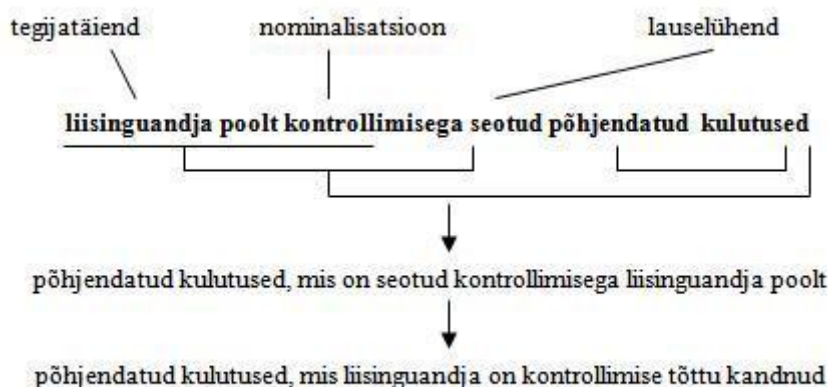 tegijatäiend nominalisatsioon lauselühend
liisinguandja poolt kontrollimisega seotud põhjendatud kulutused
põhjendatud kulutused, mis on seotud kontrollimisega liisinguandja poolt
põhjendatud kulutused, mis liisinguandja on kontrollimise tõttu kandnud